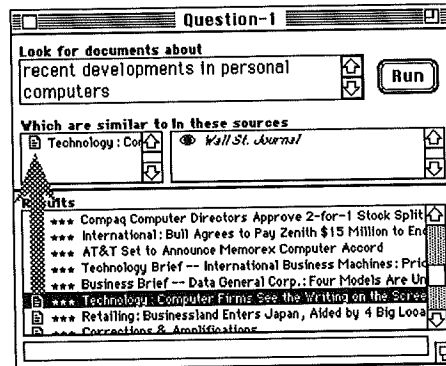 Question-1
Look for documents about
recent developments in personal
computers
Run
Which are similar to In these sources
Technology : Co
Wall St. Journal
Results
★★★ Compaq Computer Directors Approve 2-for-1 Stock Split
★★★ International: Bull Agrees to Pay Zenith $15 Million to En
★★★ AT&T Set to Announce Memorex Computer Accord
★★★ Technology Brief -- International Business Machines: Pric
★★★ Business Brief -- Data General Corp.: Four Models Are Un
★★★ Technology: Computer Firms See the Writing on the Scree
★★★ Retailing: Businessland Enters Japan, Aided by 4 Big Loca
★★★ Corrections & Amplifications